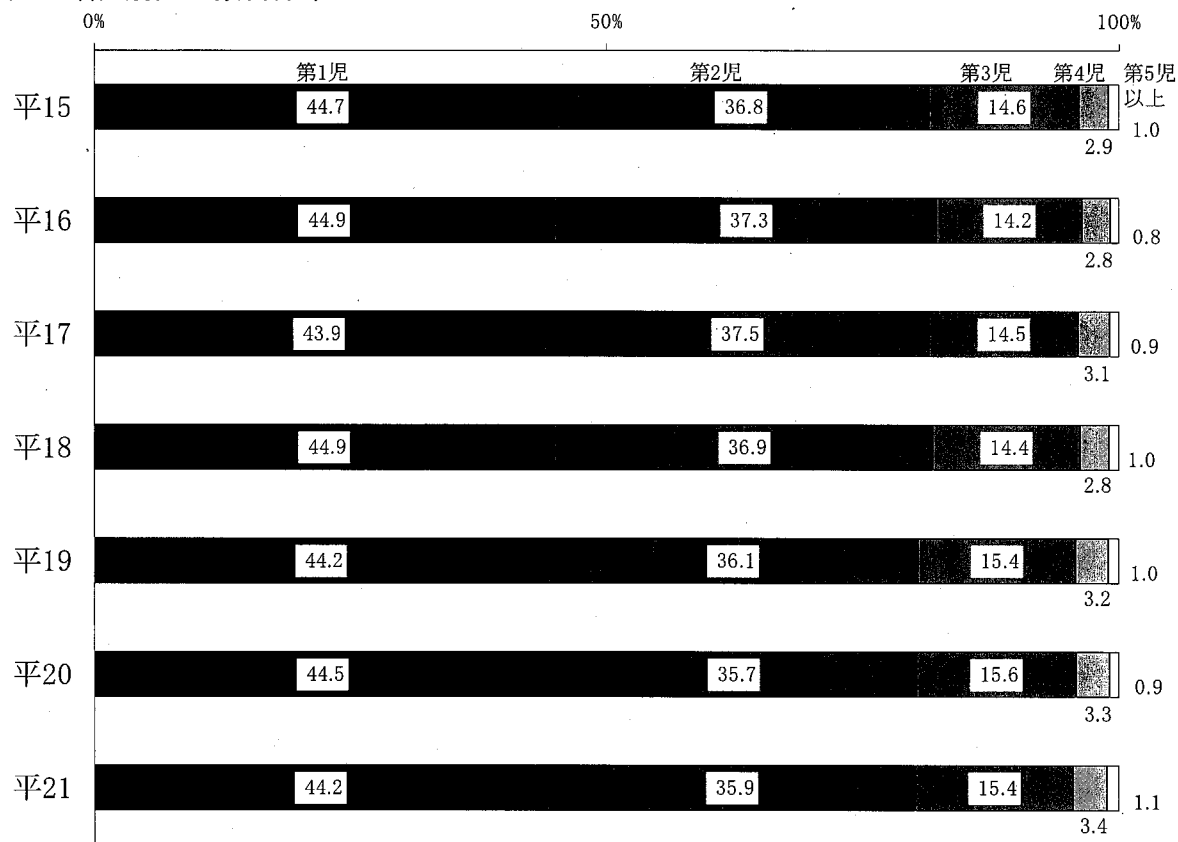 0% 50% 100%
第1児 第2児 第3児 第4児 第5児以上
平15 44.7 36.8 14.6 2.9 1.0
平16 44.9 37.3 14.2 2.8 0.8
平17 43.9 37.5 14.5 3.1 0.9
平18 44.9 36.9 14.4 2.8 1.0
平19 44.2 36.1 15.4 3.2 1.0
平20 44.5 35.7 15.6 3.3 0.9
平21 44.2 35.9 15.4 3.4 1.1